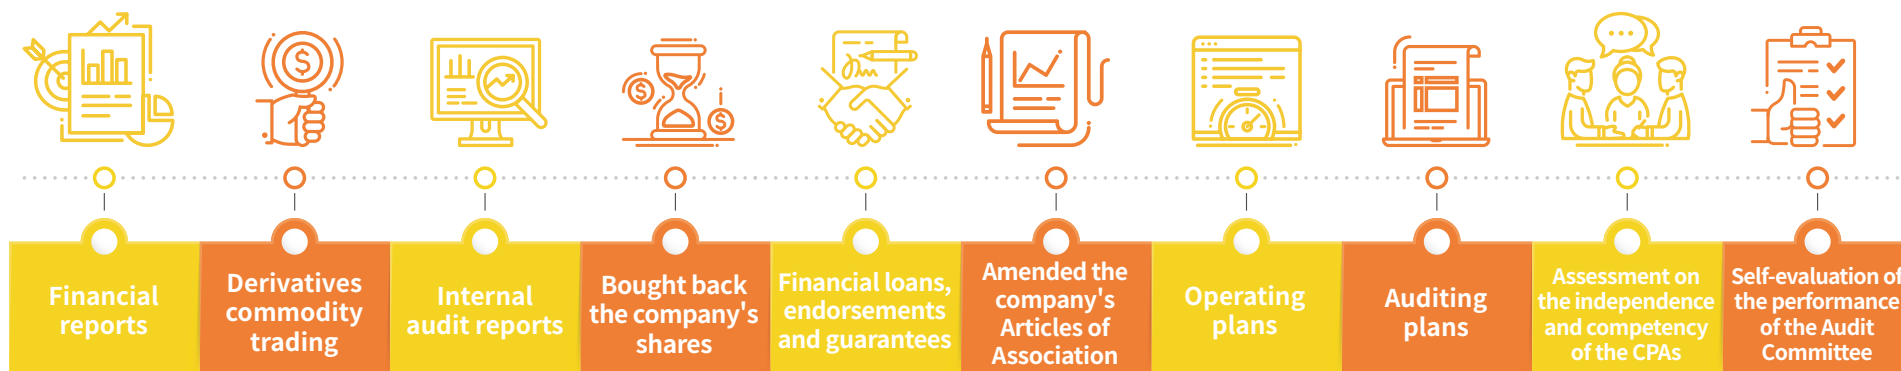 Financial
reports
Derivatives
commodity
trading
Internal
audit reports
Bought back
the company's
shares
Financial loans,
endorsements
and guarantees
Amended the
company's
Articles of
Association
Operating
plans
Auditing
plans
Assessment on
the independence
and competency
of the CPAs
Self-evaluation of
the performance
of the Audit
Committee